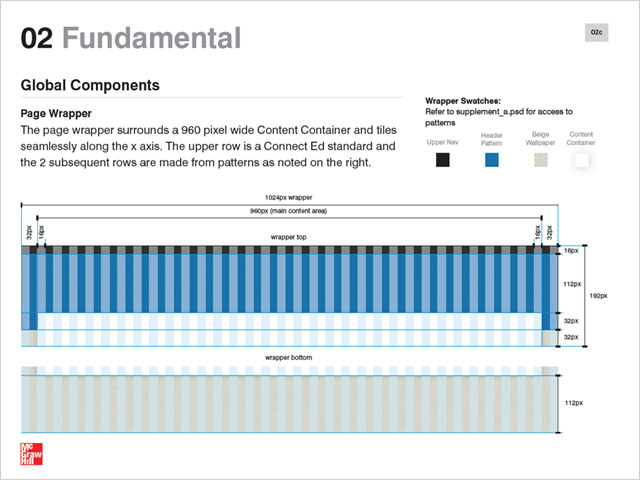 02 Fundamental
02c
Global Components
Page Wrapper
The page wrapper surrounds a 960 pixel wide Content Container and tiles
seamlessly along the x axis. The upper row is a Connect Ed standard and
the 2 subsequent rows are made from patterns as noted on the right.
Wrapper Swatches:
Refer to supplement_a.psd for access to
patterns
Upper Nav
Header
Pattern
Beige
Wallpaper
Content
Container
1024px wrapper
960px (main content area)
32px
16px
wrapper top
16px
32px
16px
112px
192px
32px
32px
wrapper bottom
112px
Mc
Graw
Hill